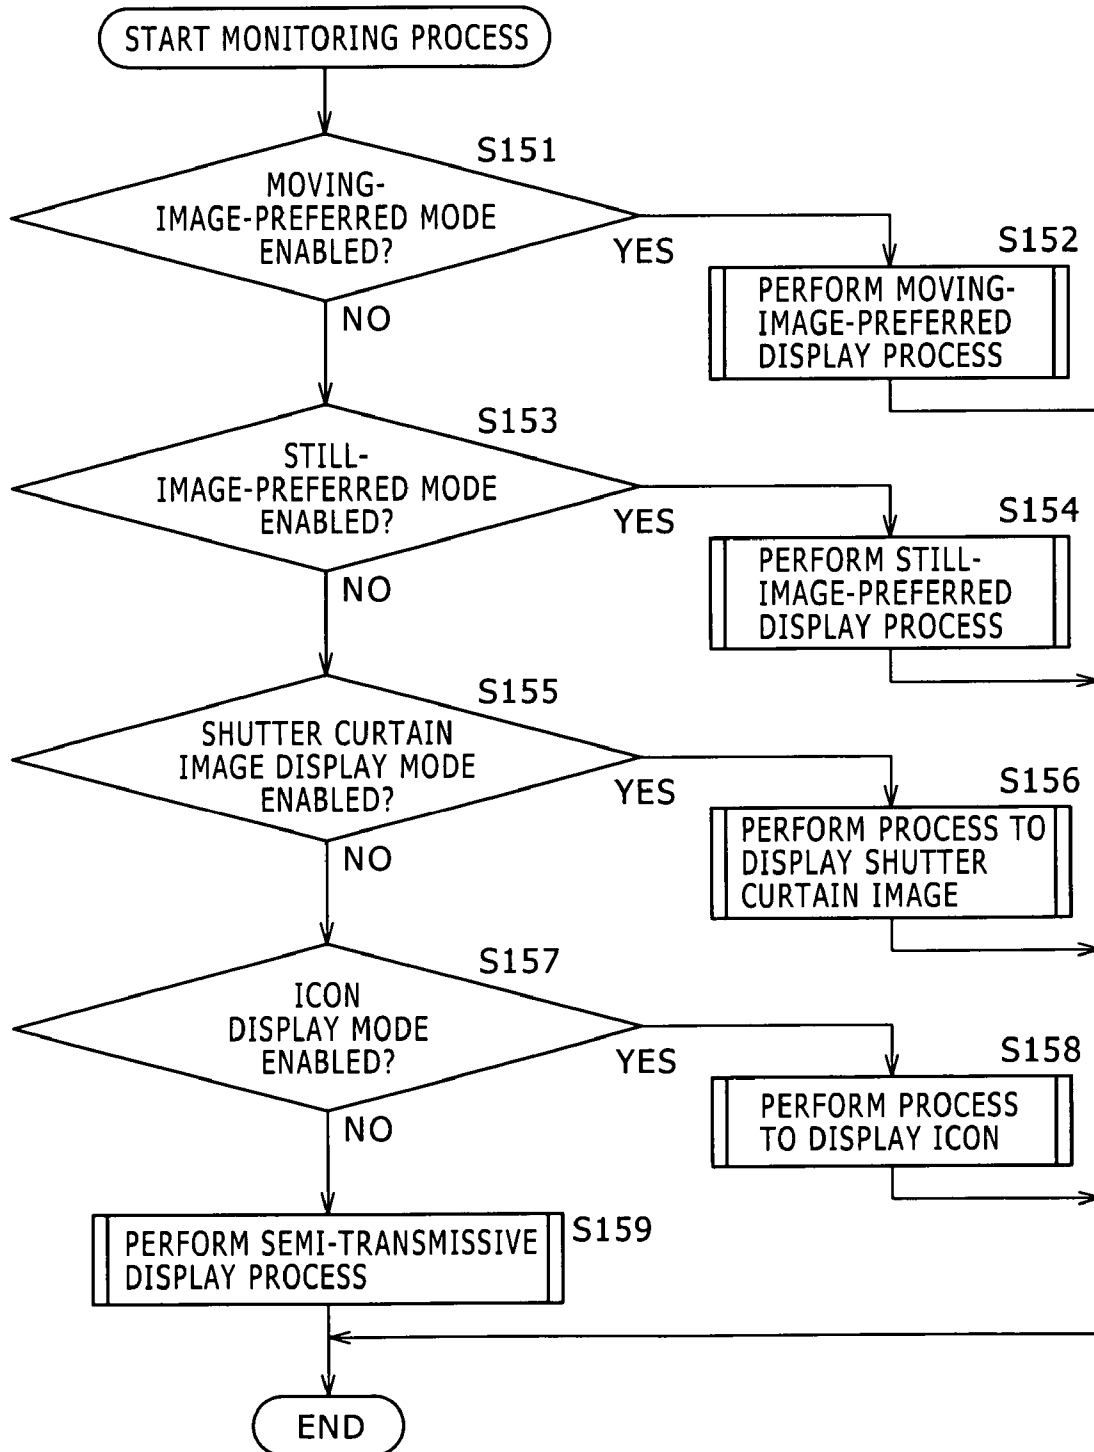 START MONITORING PROCESS
S151
MOVING-
IMAGE-PREFERRED MODE
ENABLED?
YES
NO
S152
PERFORM MOVING-
IMAGE-PREFERRED
DISPLAY PROCESS
S153
STILL-
IMAGE-PREFERRED MODE
ENABLED?
YES
NO
S154
PERFORM STILL-
IMAGE-PREFERRED
DISPLAY PROCESS
S155
SHUTTER CURTAIN
IMAGE DISPLAY MODE
ENABLED?
YES
NO
S156
PERFORM PROCESS TO
DISPLAY SHUTTER
CURTAIN IMAGE
S157
ICON
DISPLAY MODE
ENABLED?
YES
NO
S158
PERFORM PROCESS
TO DISPLAY ICON
S159
PERFORM SEMI-TRANSMISSIVE
DISPLAY PROCESS
END